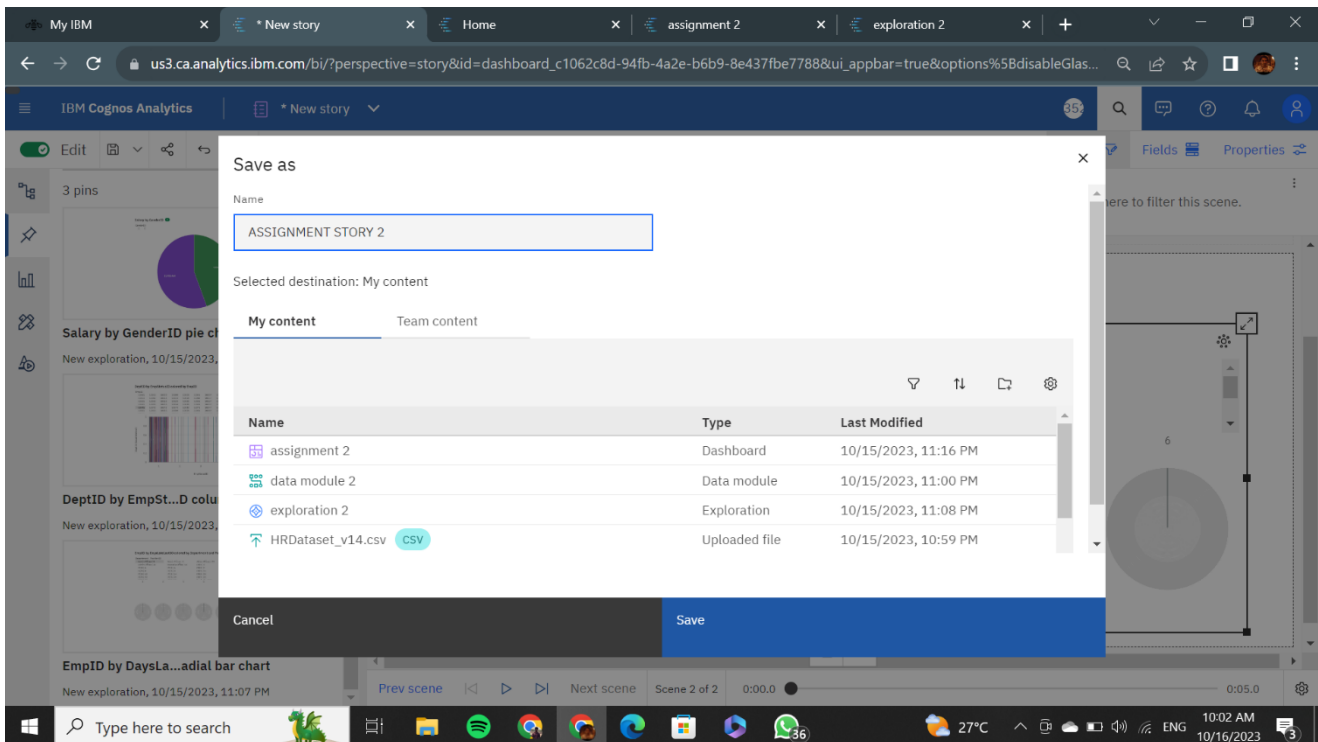 My IBM
* New story
Home
assignment 2
exploration 2
us3.ca.analytics.ibm.com/bi/?perspective=story&id=dashboard_c1062c8d-94fb-4a2e-b6b9-8e437fbe7788&ui_appbar=true&options%5BdisableGlas...
IBM Cognos Analytics
* New story
Edit
Fields
Properties
3 pins
here to filter this scene.
Save as
Name
ASSIGNMENT STORY 2
Selected destination: My content
My content Team content
Name Type Last Modified
assignment 2 Dashboard 10/15/2023, 11:16 PM
data module 2 Data module 10/15/2023, 11:00 PM
exploration 2 Exploration 10/15/2023, 11:08 PM
HRDataset_v14.csv CSV Uploaded file 10/15/2023, 10:59 PM
Cancel Save
Salary by GenderID pie ch
New exploration, 10/15/2023,
DeptID by EmpSt...D colu
New exploration, 10/15/2023,
EmpID by DaysLa...adial bar chart
New exploration, 10/15/2023, 11:07 PM
6
Prev scene Next scene Scene 2 of 2 0:00.0 0:05.0
Type here to search
36
27°C
ENG
10:02 AM
10/16/2023
3